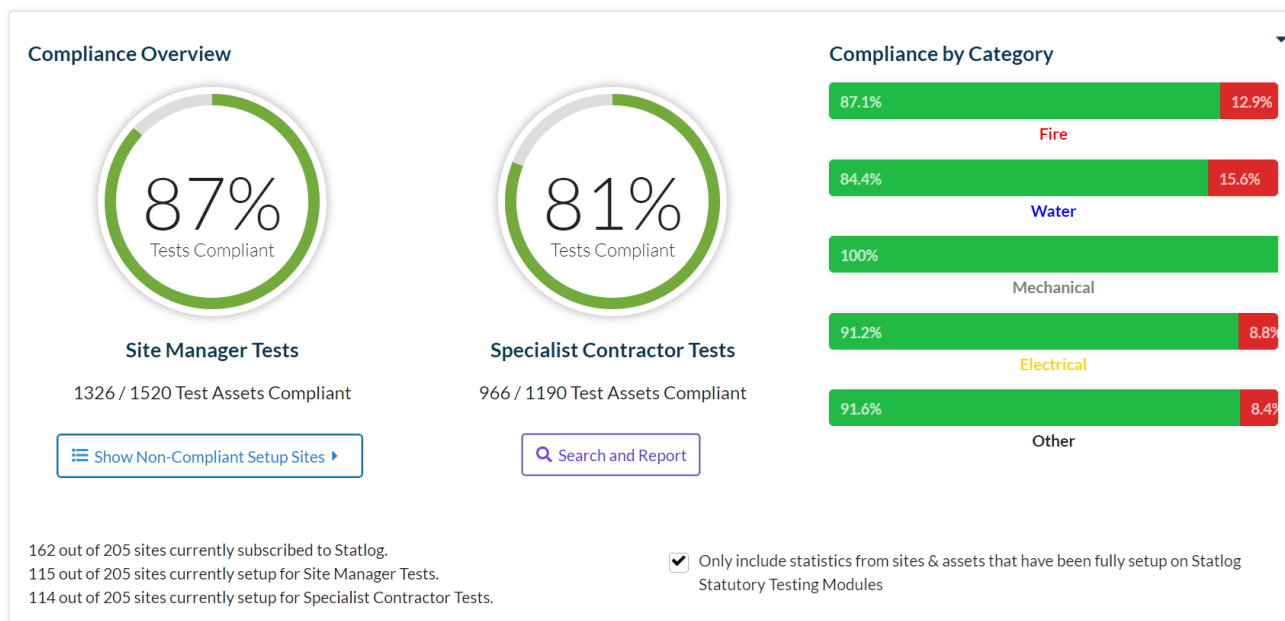 Compliance Overview
87%
Tests Compliant
Site Manager Tests
1326 / 1520 Test Assets Compliant
Show Non-Compliant Setup Sites
81%
Tests Compliant
Specialist Contractor Tests
966 / 1190 Test Assets Compliant
Search and Report
Compliance by Category
87.1% 12.9%
Fire
84.4% 15.6%
Water
100%
Mechanical
91.2% 8.8%
Electrical
91.6% 8.4%
Other
162 out of 205 sites currently subscribed to Statlog.
115 out of 205 sites currently setup for Site Manager Tests.
114 out of 205 sites currently setup for Specialist Contractor Tests.
Only include statistics from sites & assets that have been fully setup on Statlog
Statutory Testing Modules